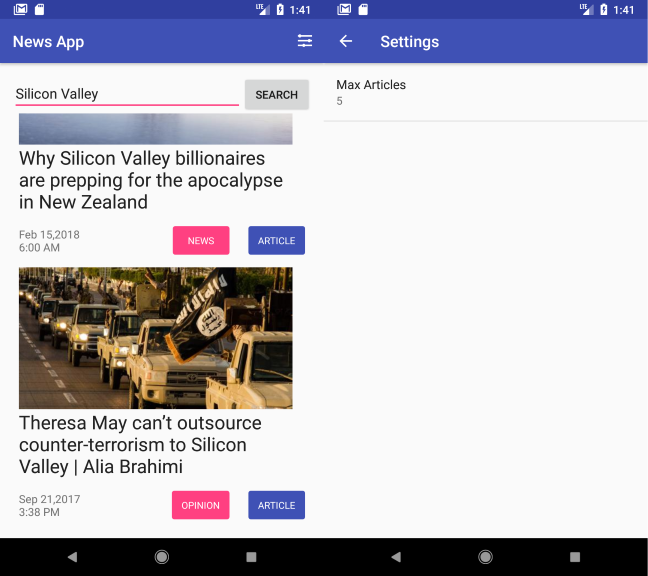 LTE 1:41
News App
Silicon Valley
SEARCH
Why Silicon Valley billionaires
are prepping for the apocalypse
in New Zealand
Feb 15,2018
6:00 AM
NEWS
ARTICLE
Theresa May can’t outsource
counter-terrorism to Silicon
Valley | Alia Brahimi
Sep 21,2017
3:38 PM
OPINION
ARTICLE
LTE 1:41
Settings
Max Articles
5